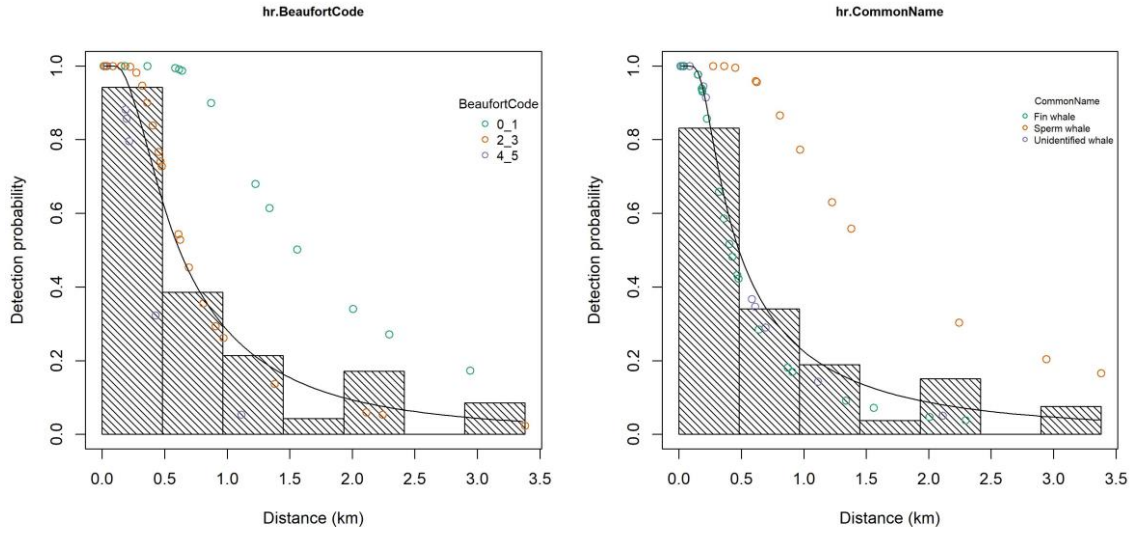 hr.BeaufortCode
Detection probability
1.0
0.8
0.6
0.4
0.2
0.0
BeaufortCode
0_1
2_3
4_5
0.0 0.5 1.0 1.5 2.0 2.5 3.0 3.5
Distance (km)
hr.CommonName
Detection probability
1.0
0.8
0.6
0.4
0.2
0.0
CommonName
Fin whale
Sperm whale
Unidentified whale
0.0 0.5 1.0 1.5 2.0 2.5 3.0 3.5
Distance (km)